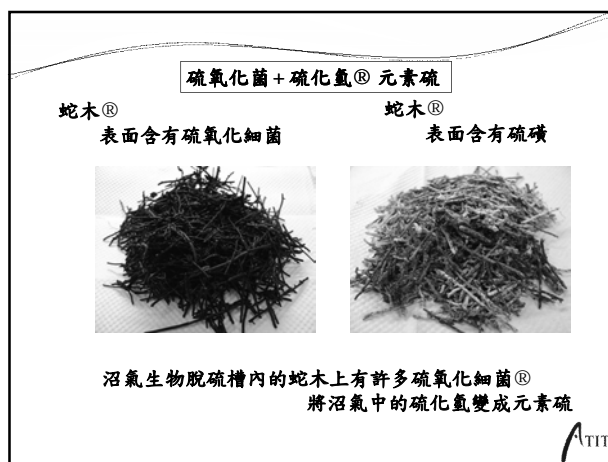 硫氧化菌+硫化氫® 元素硫
蛇木®
表面含有硫氧化細菌
蛇木®
表面含有硫磺
沼氣生物脫硫槽內的蛇木上有許多硫氧化細菌®
將沼氣中的硫化氫變成元素硫
ATIT